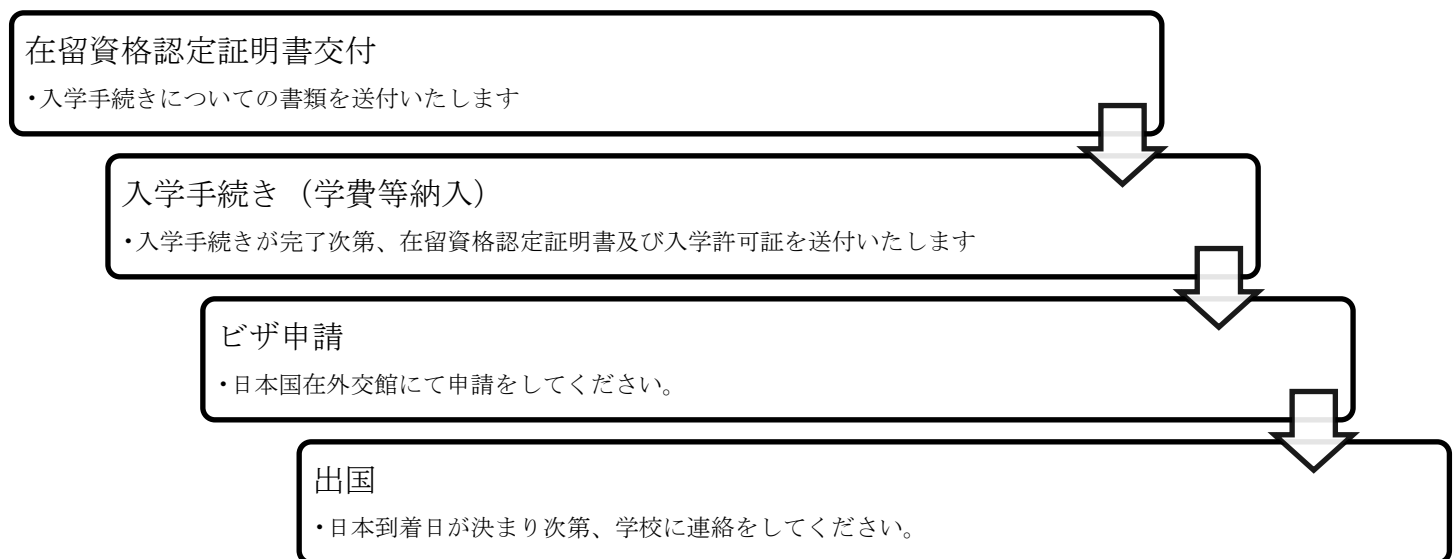 在留資格認定証明書交付
・入学手続きについての書類を送付いたします
入学手続き（学費等納入）
・入学手続きが完了次第、在留資格認定証明書及び入学許可証を送付いたします
ビザ申請
・日本国在外交館にて申請をしてください。
出国
・日本到着日が決まり次第、学校に連絡をしてください。